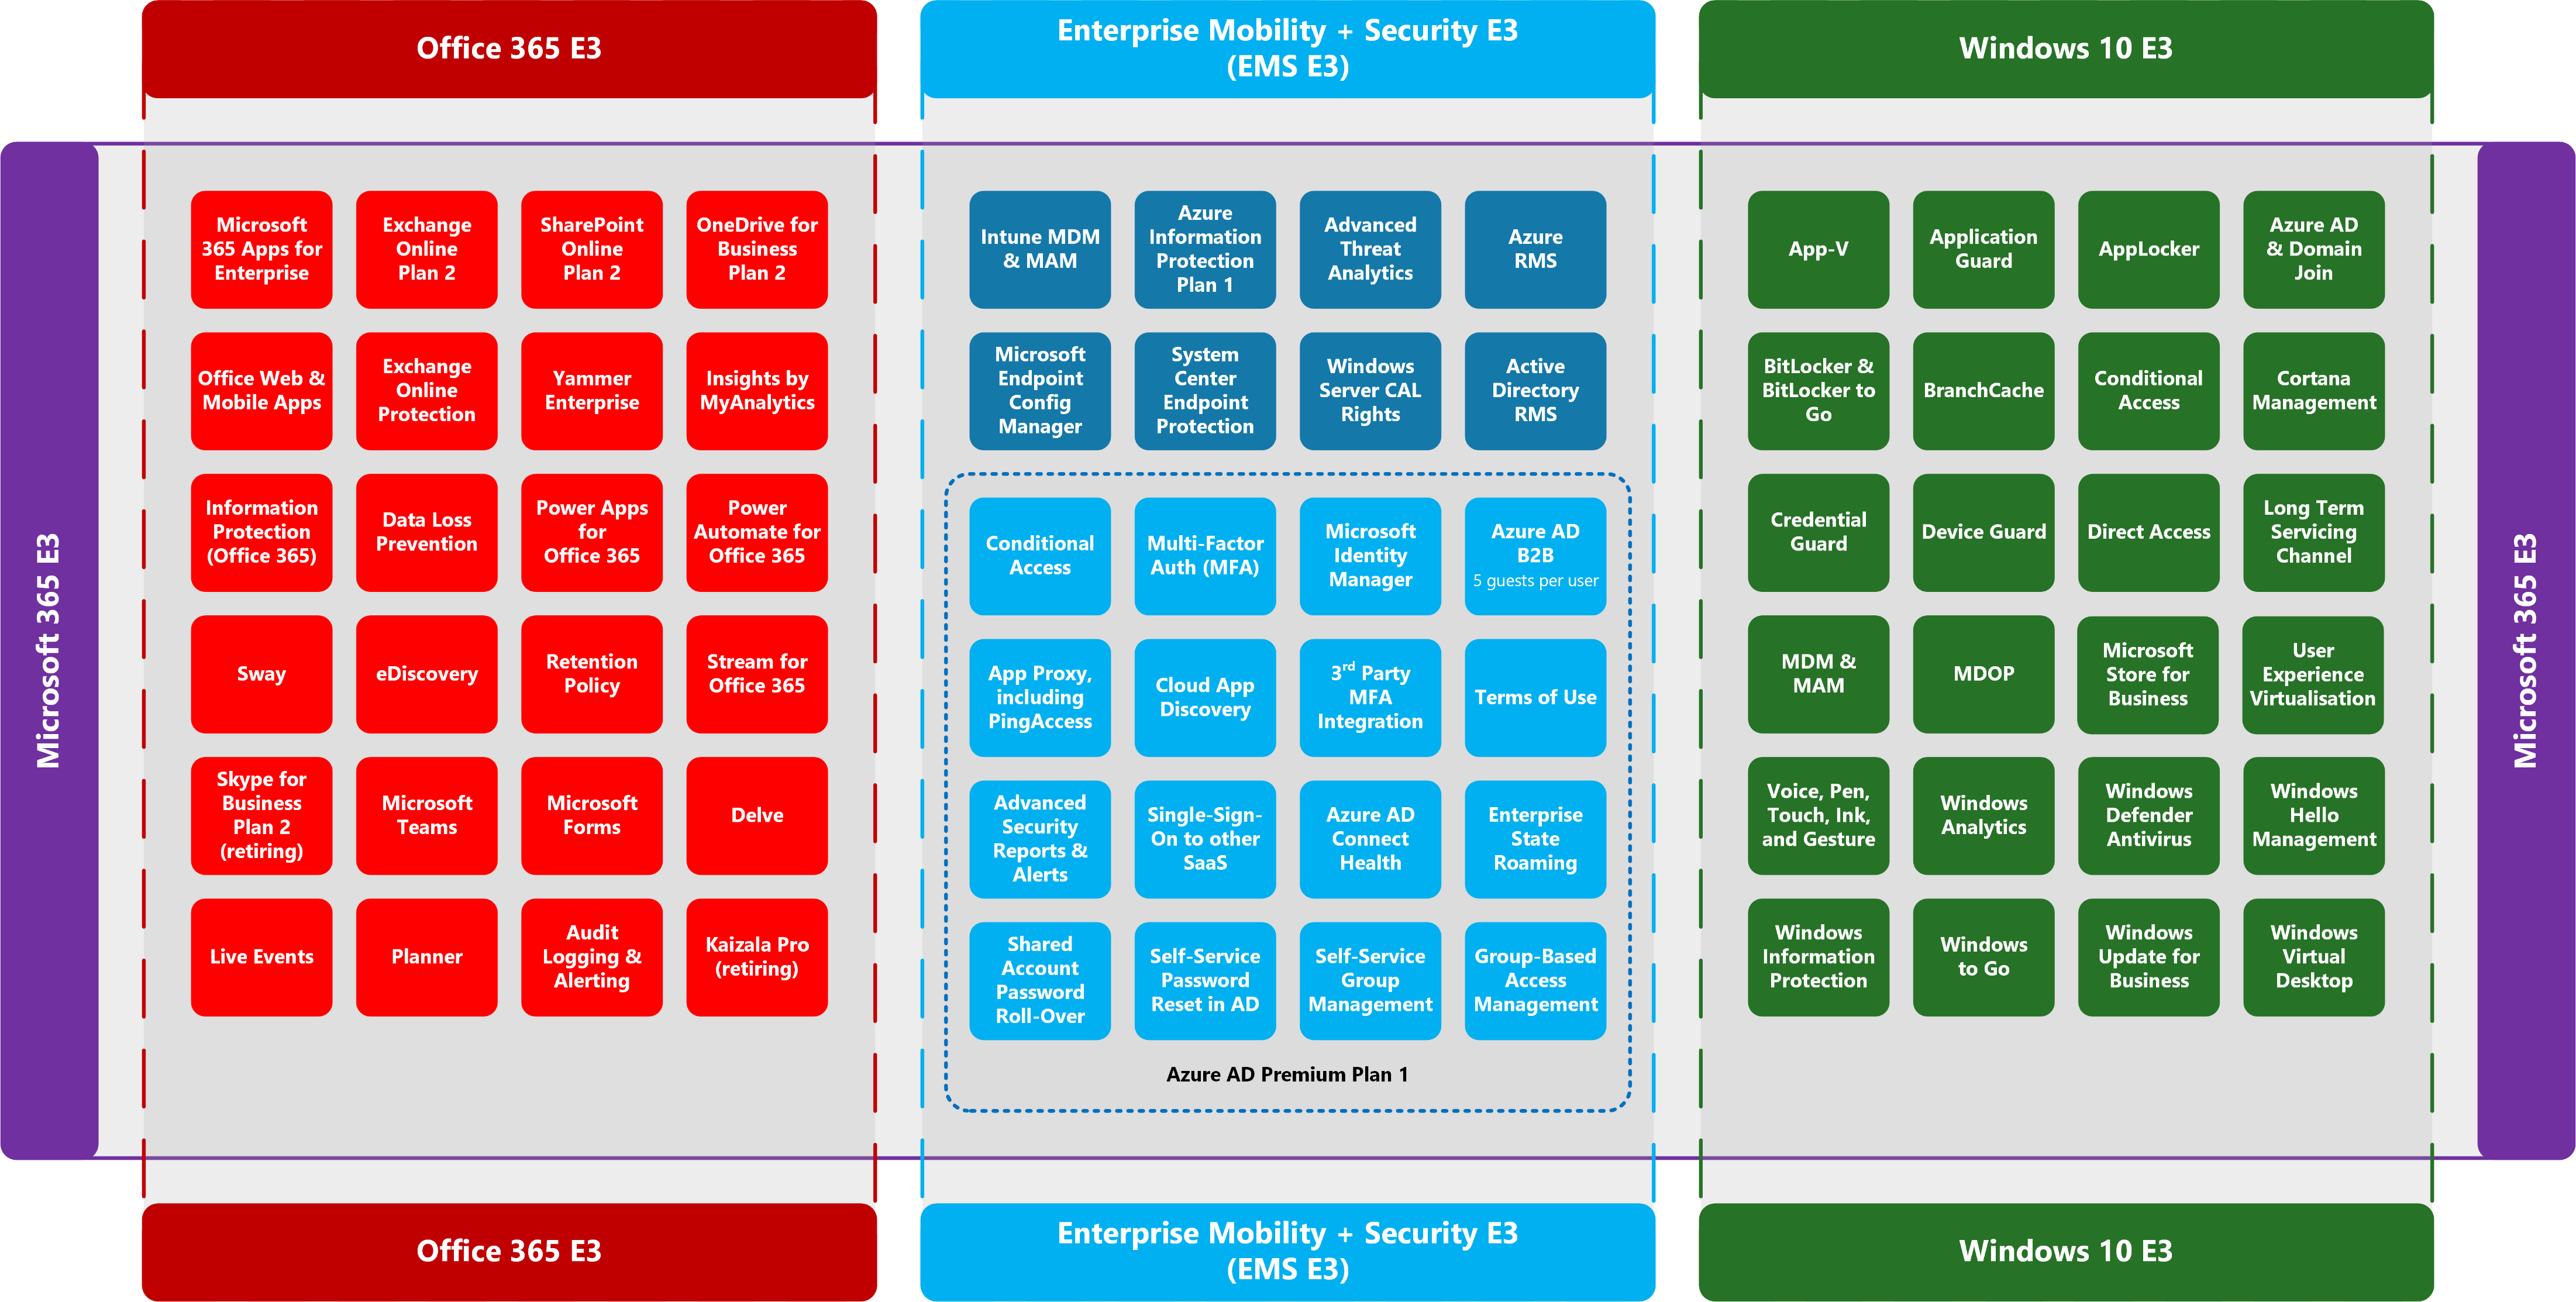 Office 365 E3
Enterprise Mobility + Security E3
(EMS E3)
Windows 10 E3
Microsoft 365 E3
Microsoft
365 Apps for
Enterprise
Exchange
Online
Plan 2
SharePoint
Online
Plan 2
OneDrive for
Business
Plan 2
Office Web &
Mobile Apps
Exchange
Online
Protection
Yammer
Enterprise
Insights by
MyAnalytics
Information
Protection
(Office 365)
Data Loss
Prevention
Power Apps
for
Office 365
Power
Automate for
Office 365
Sway
eDiscovery
Retention
Policy
Stream for
Office 365
Skype for
Business
Plan 2
(retiring)
Microsoft
Teams
Microsoft
Forms
Delve
Live Events
Planner
Audit
Logging &
Alerting
Kaizala Pro
(retiring)
Intune MDM
& MAM
Azure
Information
Protection
Plan 1
Advanced
Threat
Analytics
Azure
RMS
Microsoft
Endpoint
Config
Manager
System
Center
Endpoint
Protection
Windows
Server CAL
Rights
Active
Directory
RMS
Conditional
Access
Multi-Factor
Auth (MFA)
Microsoft
Identity
Manager
Azure AD
B2B
5 guests per user
App Proxy,
including
PingAccess
Cloud App
Discovery
3rd Party
MFA
Integration
Terms of Use
Advanced
Security
Reports &
Alerts
Single-Sign-
On to other
SaaS
Azure AD
Connect
Health
Enterprise
State
Roaming
Shared
Account
Password
Roll-Over
Self-Service
Password
Reset in AD
Self-Service
Group
Management
Group-Based
Access
Management
Azure AD Premium Plan 1
App-V
Application
Guard
AppLocker
Azure AD
& Domain
Join
BitLocker &
BitLocker to
Go
BranchCache
Conditional
Access
Cortana
Management
Credential
Guard
Device Guard
Direct Access
Long Term
Servicing
Channel
MDM &
MAM
MDOP
Microsoft
Store for
Business
User
Experience
Virtualisation
Voice, Pen,
Touch, Ink,
and Gesture
Windows
Analytics
Windows
Defender
Antivirus
Windows
Hello
Management
Windows
Information
Protection
Windows
to Go
Windows
Update for
Business
Windows
Virtual
Desktop
Microsoft 365 E3
Office 365 E3
Enterprise Mobility + Security E3
(EMS E3)
Windows 10 E3